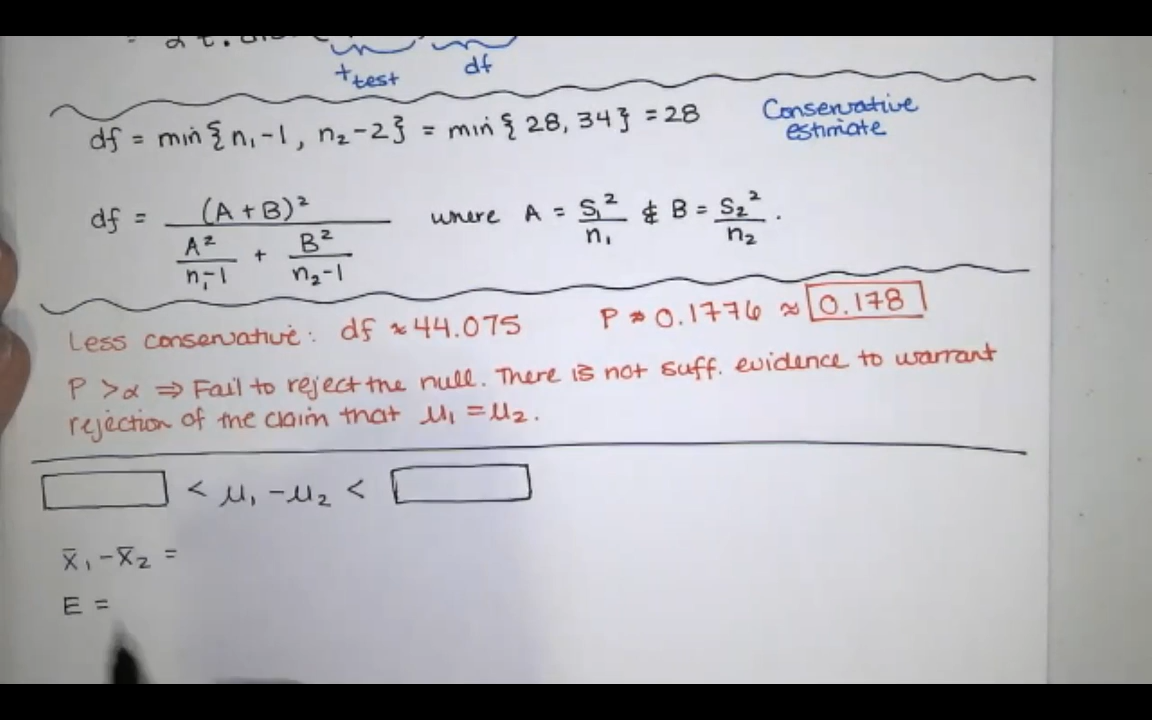 t test df
df = min{n₁-1, n₂-2} = min{28, 34} = 28 Conservative estimate
df = (A+B)² / (A²/(n₁-1) + B²/(n₂-1)) where A = S₁²/n₁ & B = S₂²/n₂.
Less conservative: df ≈ 44.075 P ≈ 0.1776 ≈ 0.178
P > α ⇒ Fail to reject the null. There is not suff. evidence to warrant
rejection of the claim that μ₁ = μ₂.
< μ₁ - μ₂ <
x̄₁ - x̄₂ =
E =